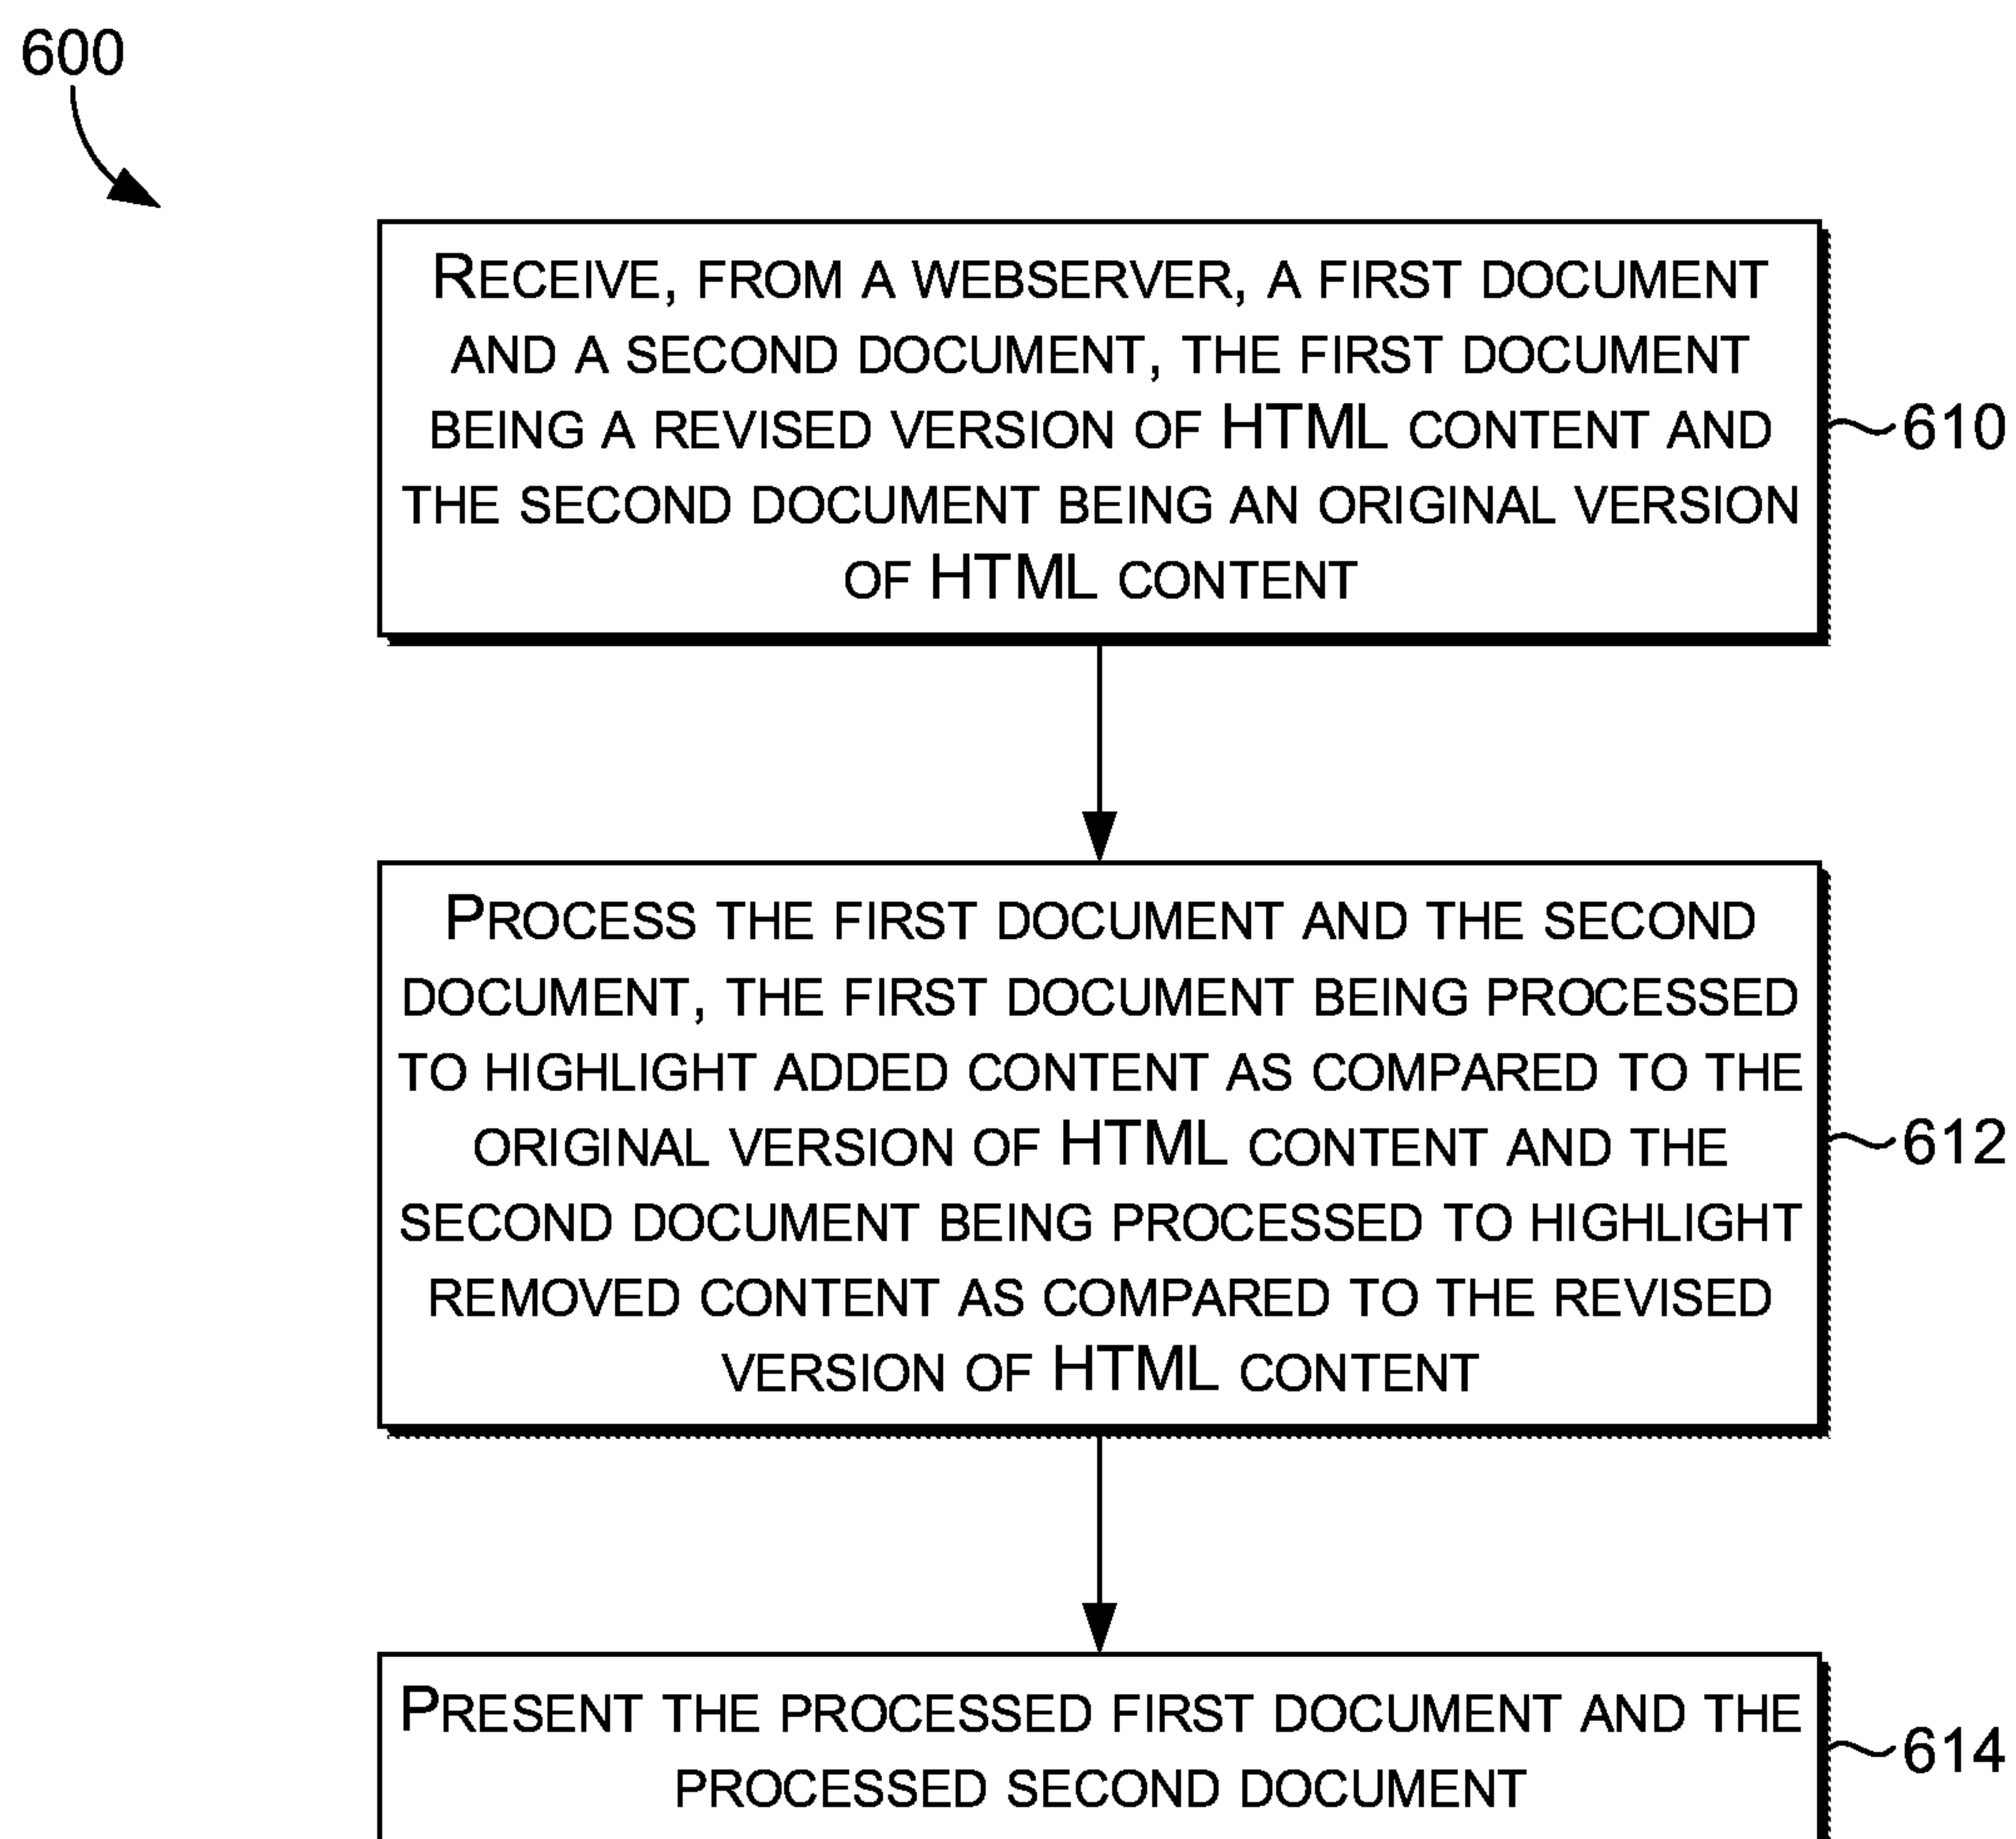 600
RECEIVE, FROM A WEBSERVER, A FIRST DOCUMENT
AND A SECOND DOCUMENT, THE FIRST DOCUMENT
BEING A REVISED VERSION OF HTML CONTENT AND
THE SECOND DOCUMENT BEING AN ORIGINAL VERSION
OF HTML CONTENT
610
PROCESS THE FIRST DOCUMENT AND THE SECOND
DOCUMENT, THE FIRST DOCUMENT BEING PROCESSED
TO HIGHLIGHT ADDED CONTENT AS COMPARED TO THE
ORIGINAL VERSION OF HTML CONTENT AND THE
SECOND DOCUMENT BEING PROCESSED TO HIGHLIGHT
REMOVED CONTENT AS COMPARED TO THE REVISED
VERSION OF HTML CONTENT
612
PRESENT THE PROCESSED FIRST DOCUMENT AND THE
PROCESSED SECOND DOCUMENT
614